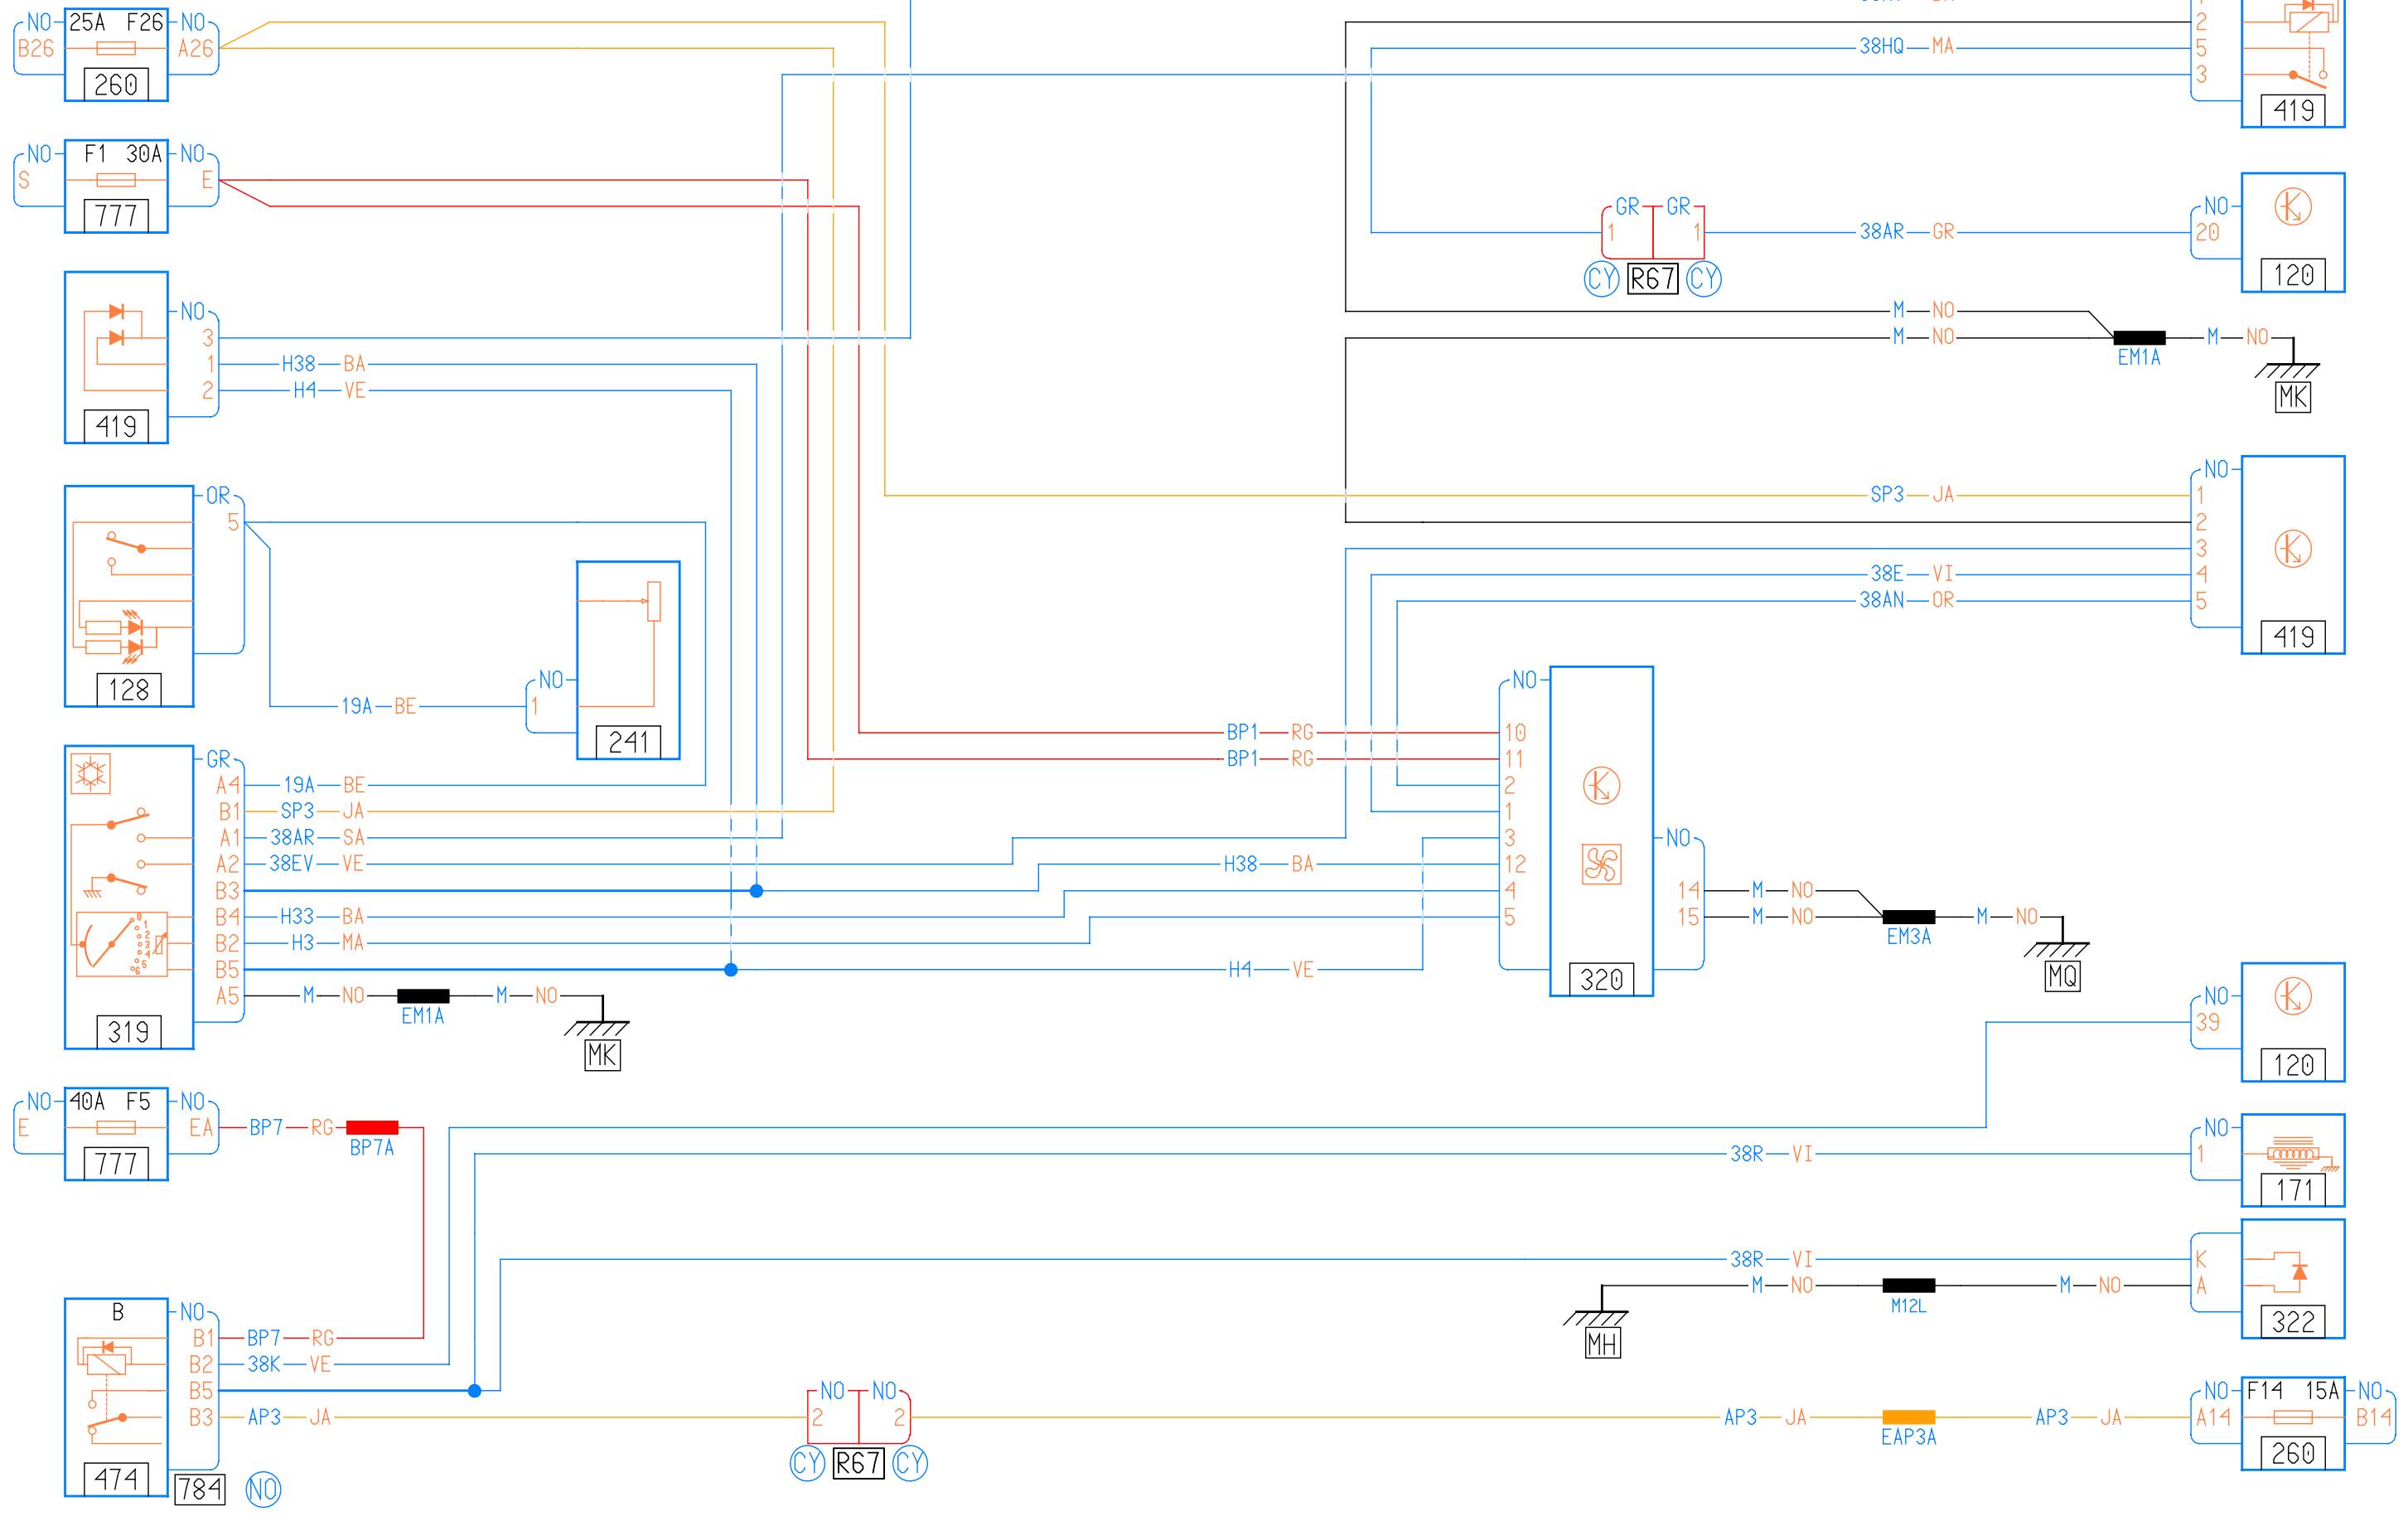 NO 25A F26 NO
B26 A26
260
NO F1 30A NO
S E
777
NO
3
1 H38 BA
2 H4 VE
419
OR
5
128
NO
19A BE 1
241
GR
A4 19A BE
B1 SP3 JA
A1 38AR SA
A2 38EV VE
B3
B4 H33 BA
B2 H3 MA
B5
A5 M NO EM1A M NO
MK
0
1
2
3
4
5
6
319
NO 40A F5 NO
E EA BP7 RG BP7A
777
B NO
B1 BP7 RG
B2 38K VE
B5
B3 AP3 JA
474
784 NO
NO NO
2 2
CY R67 CY
AP3 JA EAP3A AP3 JA
NO F14 15A NO
A14 B14
260
2
38HQ MA 5
3
419
GR GR
1 1
CY R67 CY
38AR GR
NO
20
120
M NO
M NO EM1A M NO
MK
NO
SP3 JA 1
2
3
38E VI 4
38AN OR 5
419
NO
BP1 RG 10
BP1 RG 11
2
1
3
H38 BA 12
4
5
H4 VE
320
NO
14 M NO
15 M NO EM3A M NO
MQ
NO
39
120
NO
38R VI 1
171
38R VI K
M NO M12L M NO A
MH
322